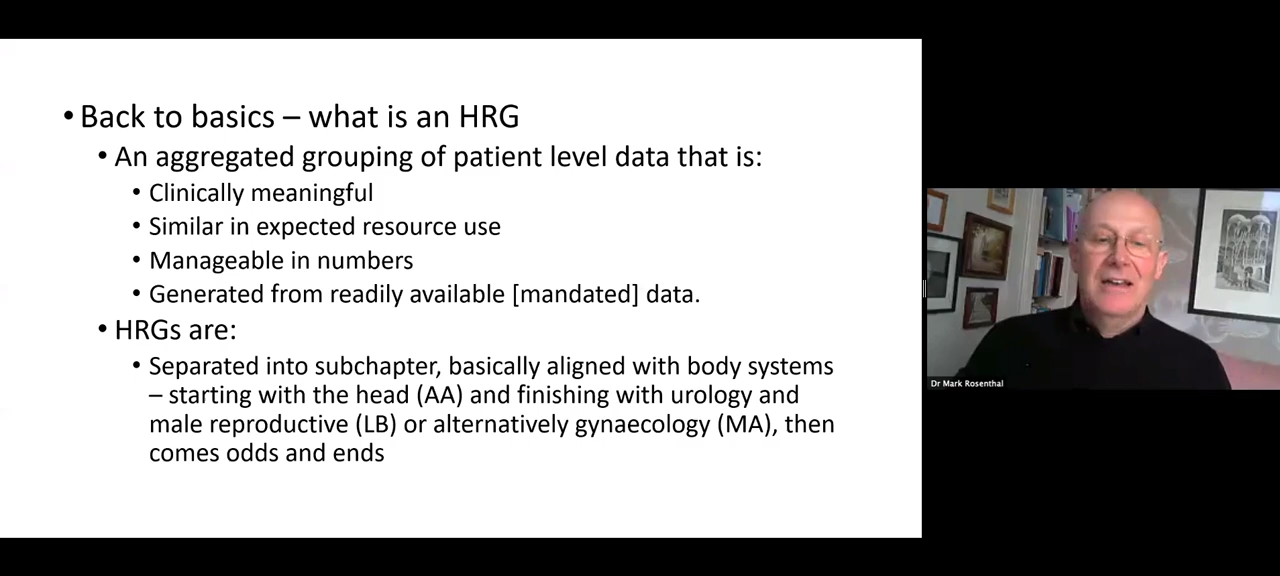 • Back to basics – what is an HRG
• An aggregated grouping of patient level data that is:
• Clinically meaningful
• Similar in expected resource use
• Manageable in numbers
• Generated from readily available [mandated] data.
• HRGs are:
• Separated into subchapter, basically aligned with body systems
– starting with the head (AA) and finishing with urology and
male reproductive (LB) or alternatively gynaecology (MA), then
comes odds and ends
Dr Mark Rosenthal